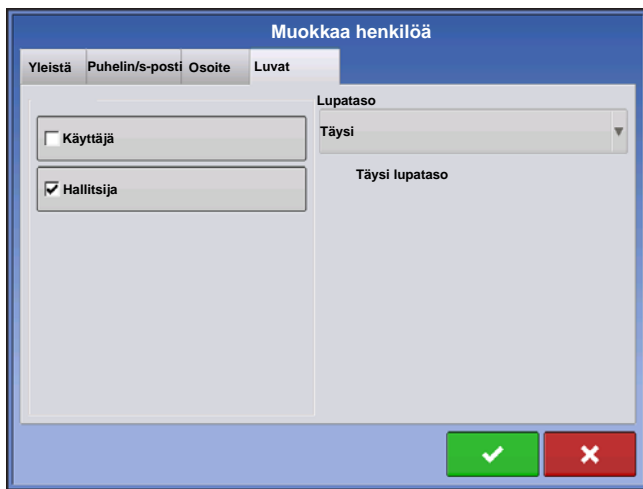 Muokkaa henkilöä
Yleistä Puhelin/s-posti Osoite Luvat
Lupataso
Käyttäjä
Täysi
Hallitsija
Täysi lupataso